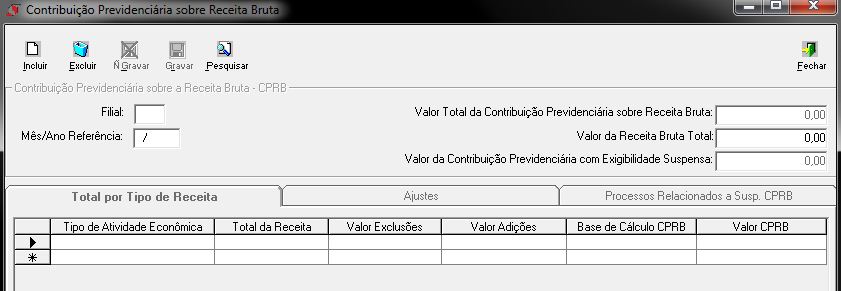 Contribuição Previdenciária sobre Receita Bruta
Incluir Excluir Ñ Gravar Gravar Pesquisar Fechar
Contribuição Previdenciária sobre a Receita Bruta - CPRB
Filial: Valor Total da Contribuição Previdenciária sobre Receita Bruta: 0,00
Mês/Ano Referência: / Valor da Receita Bruta Total: 0,00
Valor da Contribuição Previdenciária com Exigibilidade Suspensa: 0,00
Total por Tipo de Receita Ajustes Processos Relacionados a Susp. CPRB
Tipo de Atividade Econômica Total da Receita Valor Exclusões Valor Adições Base de Cálculo CPRB Valor CPRB